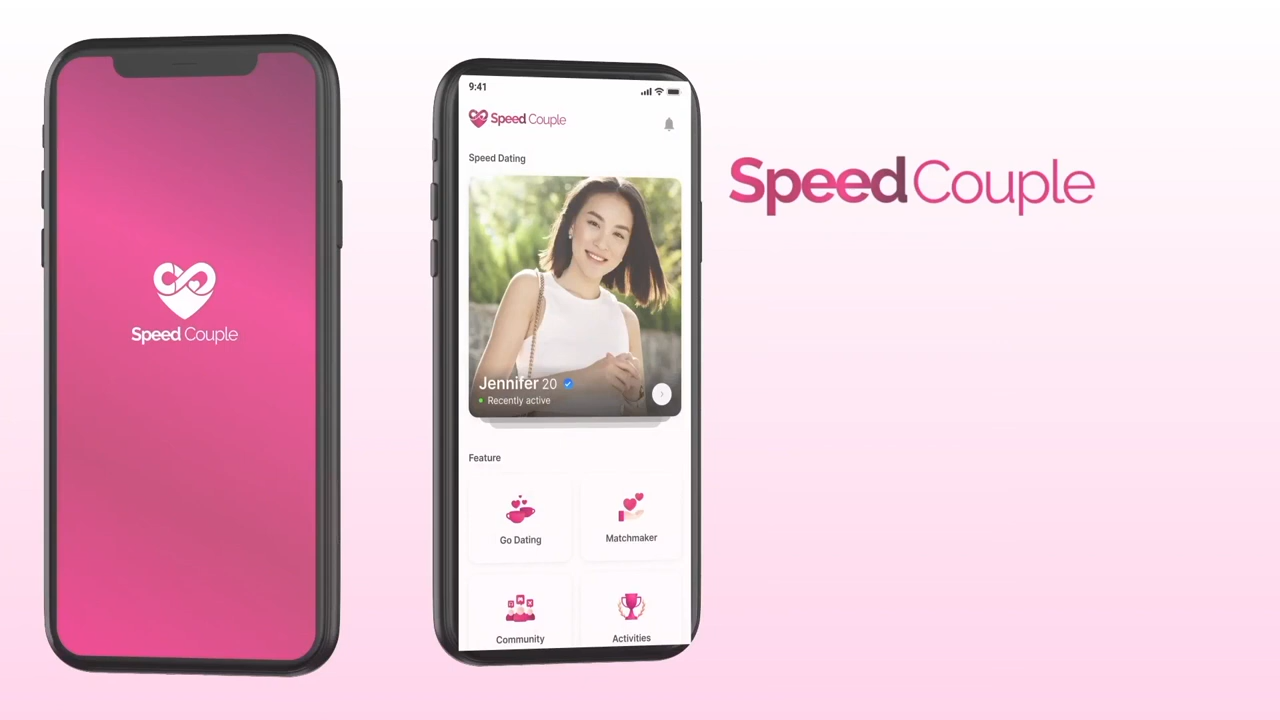 Speed Couple
9:41
Speed Couple
Speed Dating
Jennifer 20
Recently active
Feature
Go Dating
Matchmaker
Community
Activities
Speed Couple